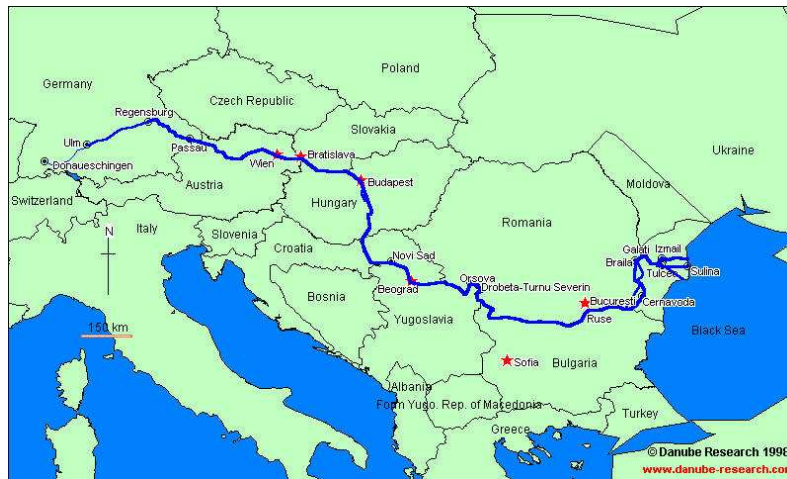 Poland
Germany
Czech Republic
Regensburg
Slovakia
Ulm
Passau
Wien
Bratislava
Donaueschingen
Ukraine
Budapest
Austria
Moldova
Switzerland
Hungary
Romania
Italy
N
Slovenia
Croatia
Novi Sad
Galati
Izmail
Braila
Tulcea
Sulina
Orsova
Beograd
Drobeta-Turnu Severin
Bosnia
Bucuresti
Cernavoda
Yugoslavia
Ruse
150 km
Black Sea
Sofia
Bulgaria
Albania
Form Yugo. Rep. of Macedonia
Turkey
Greece
© Danube Research 1998
www.danube-research.com